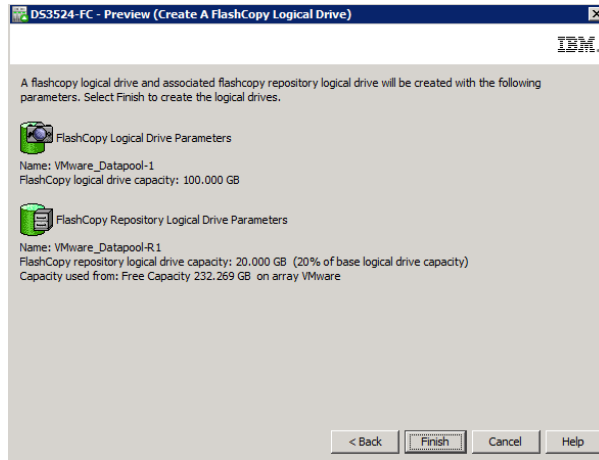 DS3524-FC - Preview (Create A FlashCopy Logical Drive)
IBM.
A flashcopy logical drive and associated flashcopy repository logical drive will be created with the following
parameters. Select Finish to create the logical drives.
FlashCopy Logical Drive Parameters
Name: VMware_Datapool-1
FlashCopy logical drive capacity: 100.000 GB
FlashCopy Repository Logical Drive Parameters
Name: VMware_Datapool-R1
FlashCopy repository logical drive capacity: 20.000 GB (20% of base logical drive capacity)
Capacity used from: Free Capacity 232.269 GB on array VMware
< Back Finish Cancel Help